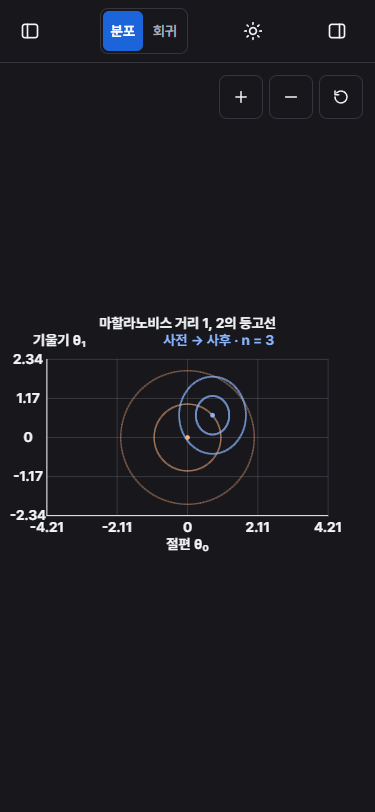 분포 회귀
마할라노비스 거리 1, 2의 등고선
기울기 θ₁ 사전 → 사후 · n = 3
2.34
1.17
0
-1.17
-2.34
-4.21 -2.11 0 2.11 4.21
절편 θ₀